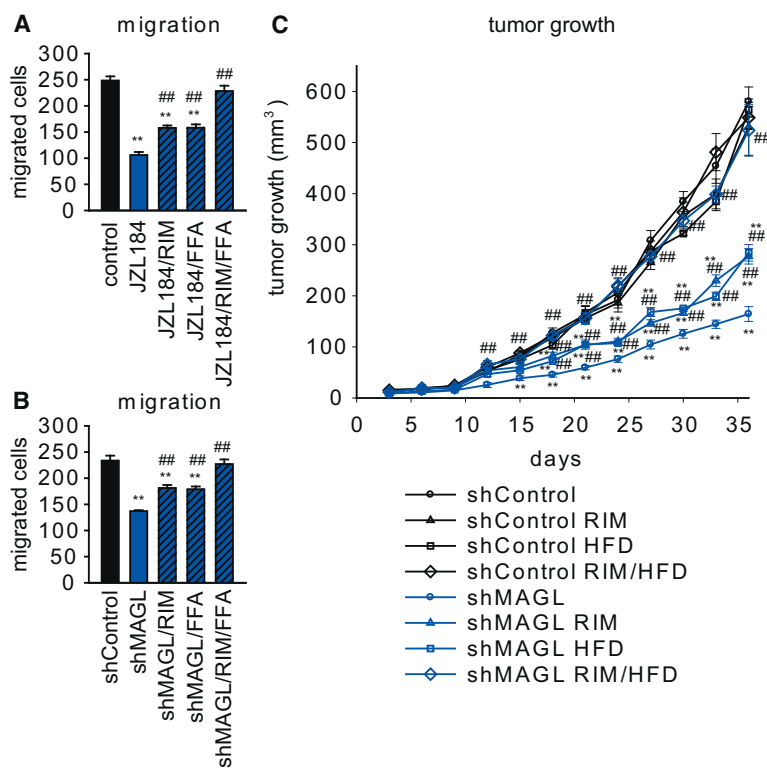 A
migration
migrated cells
300
250
200
150
100
50
0
**
##
**
##
**
##
control
JZL184
JZL184/RIM
JZL184/FFA
JZL184/RIM/FFA
B
migration
migrated cells
300
250
200
150
100
50
0
**
##
**
##
**
##
shControl
shMAGL
shMAGL/RIM
shMAGL/FFA
shMAGL/RIM/FFA
C
tumor growth
tumor growth (mm³)
600
500
400
300
200
100
0
0 5 10 15 20 25 30 35
days
## ## ## ## ##
** ** ** ** ** ** ** **
## ## ## ##
shControl
shControl RIM
shControl HFD
shControl RIM/HFD
shMAGL
shMAGL RIM
shMAGL HFD
shMAGL RIM/HFD